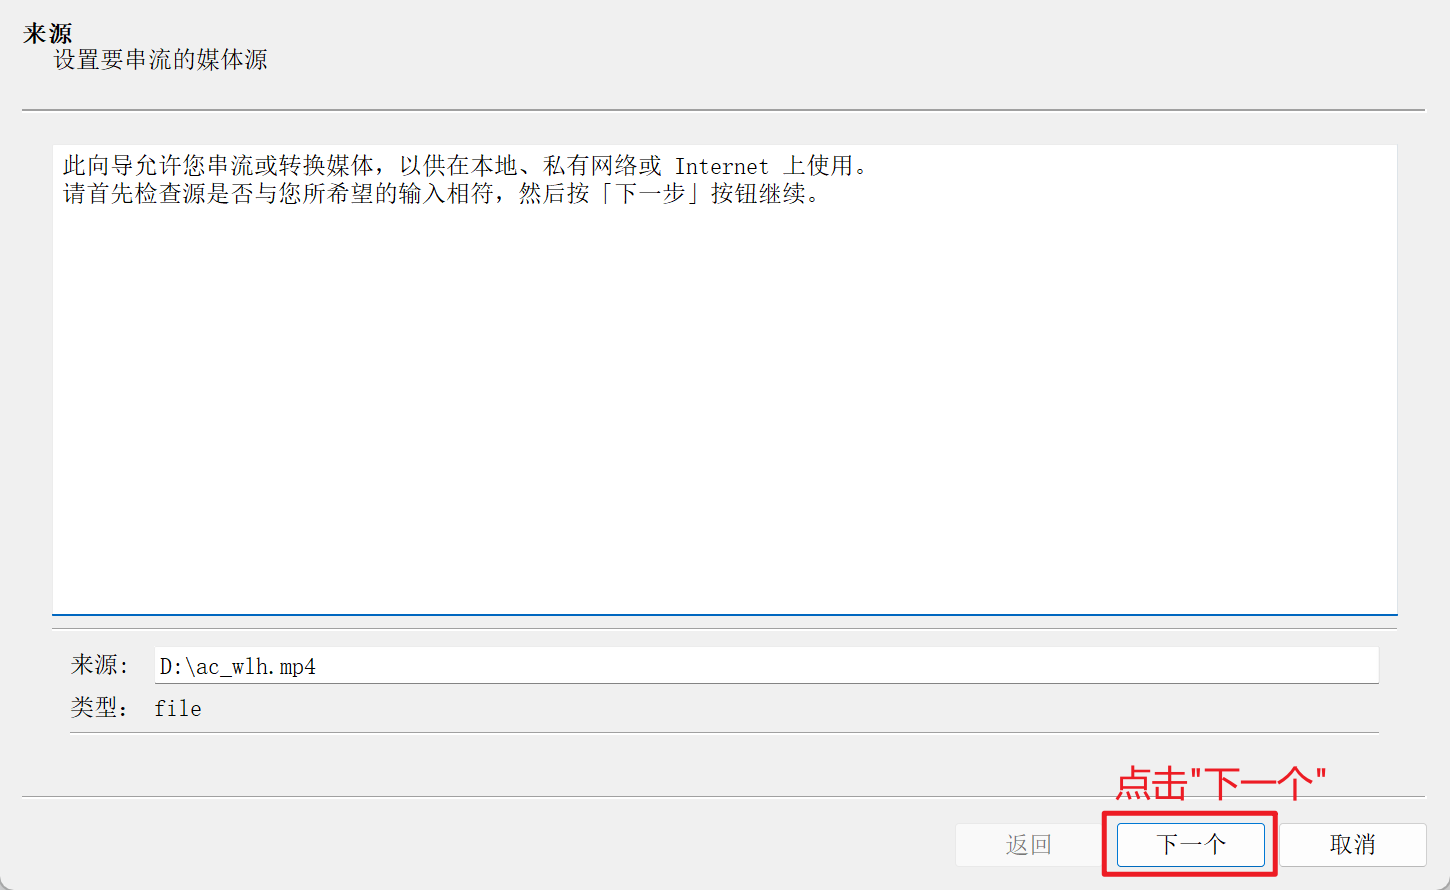 来源
设置要串流的媒体源
此向导允许您串流或转换媒体，以供在本地、私有网络或 Internet 上使用。
请首先检查源是否与您所希望的输入相符，然后按「下一步」按钮继续。
来源： D:\ac_wlh.mp4
类型： file
点击"下一个"
返回 下一个 取消